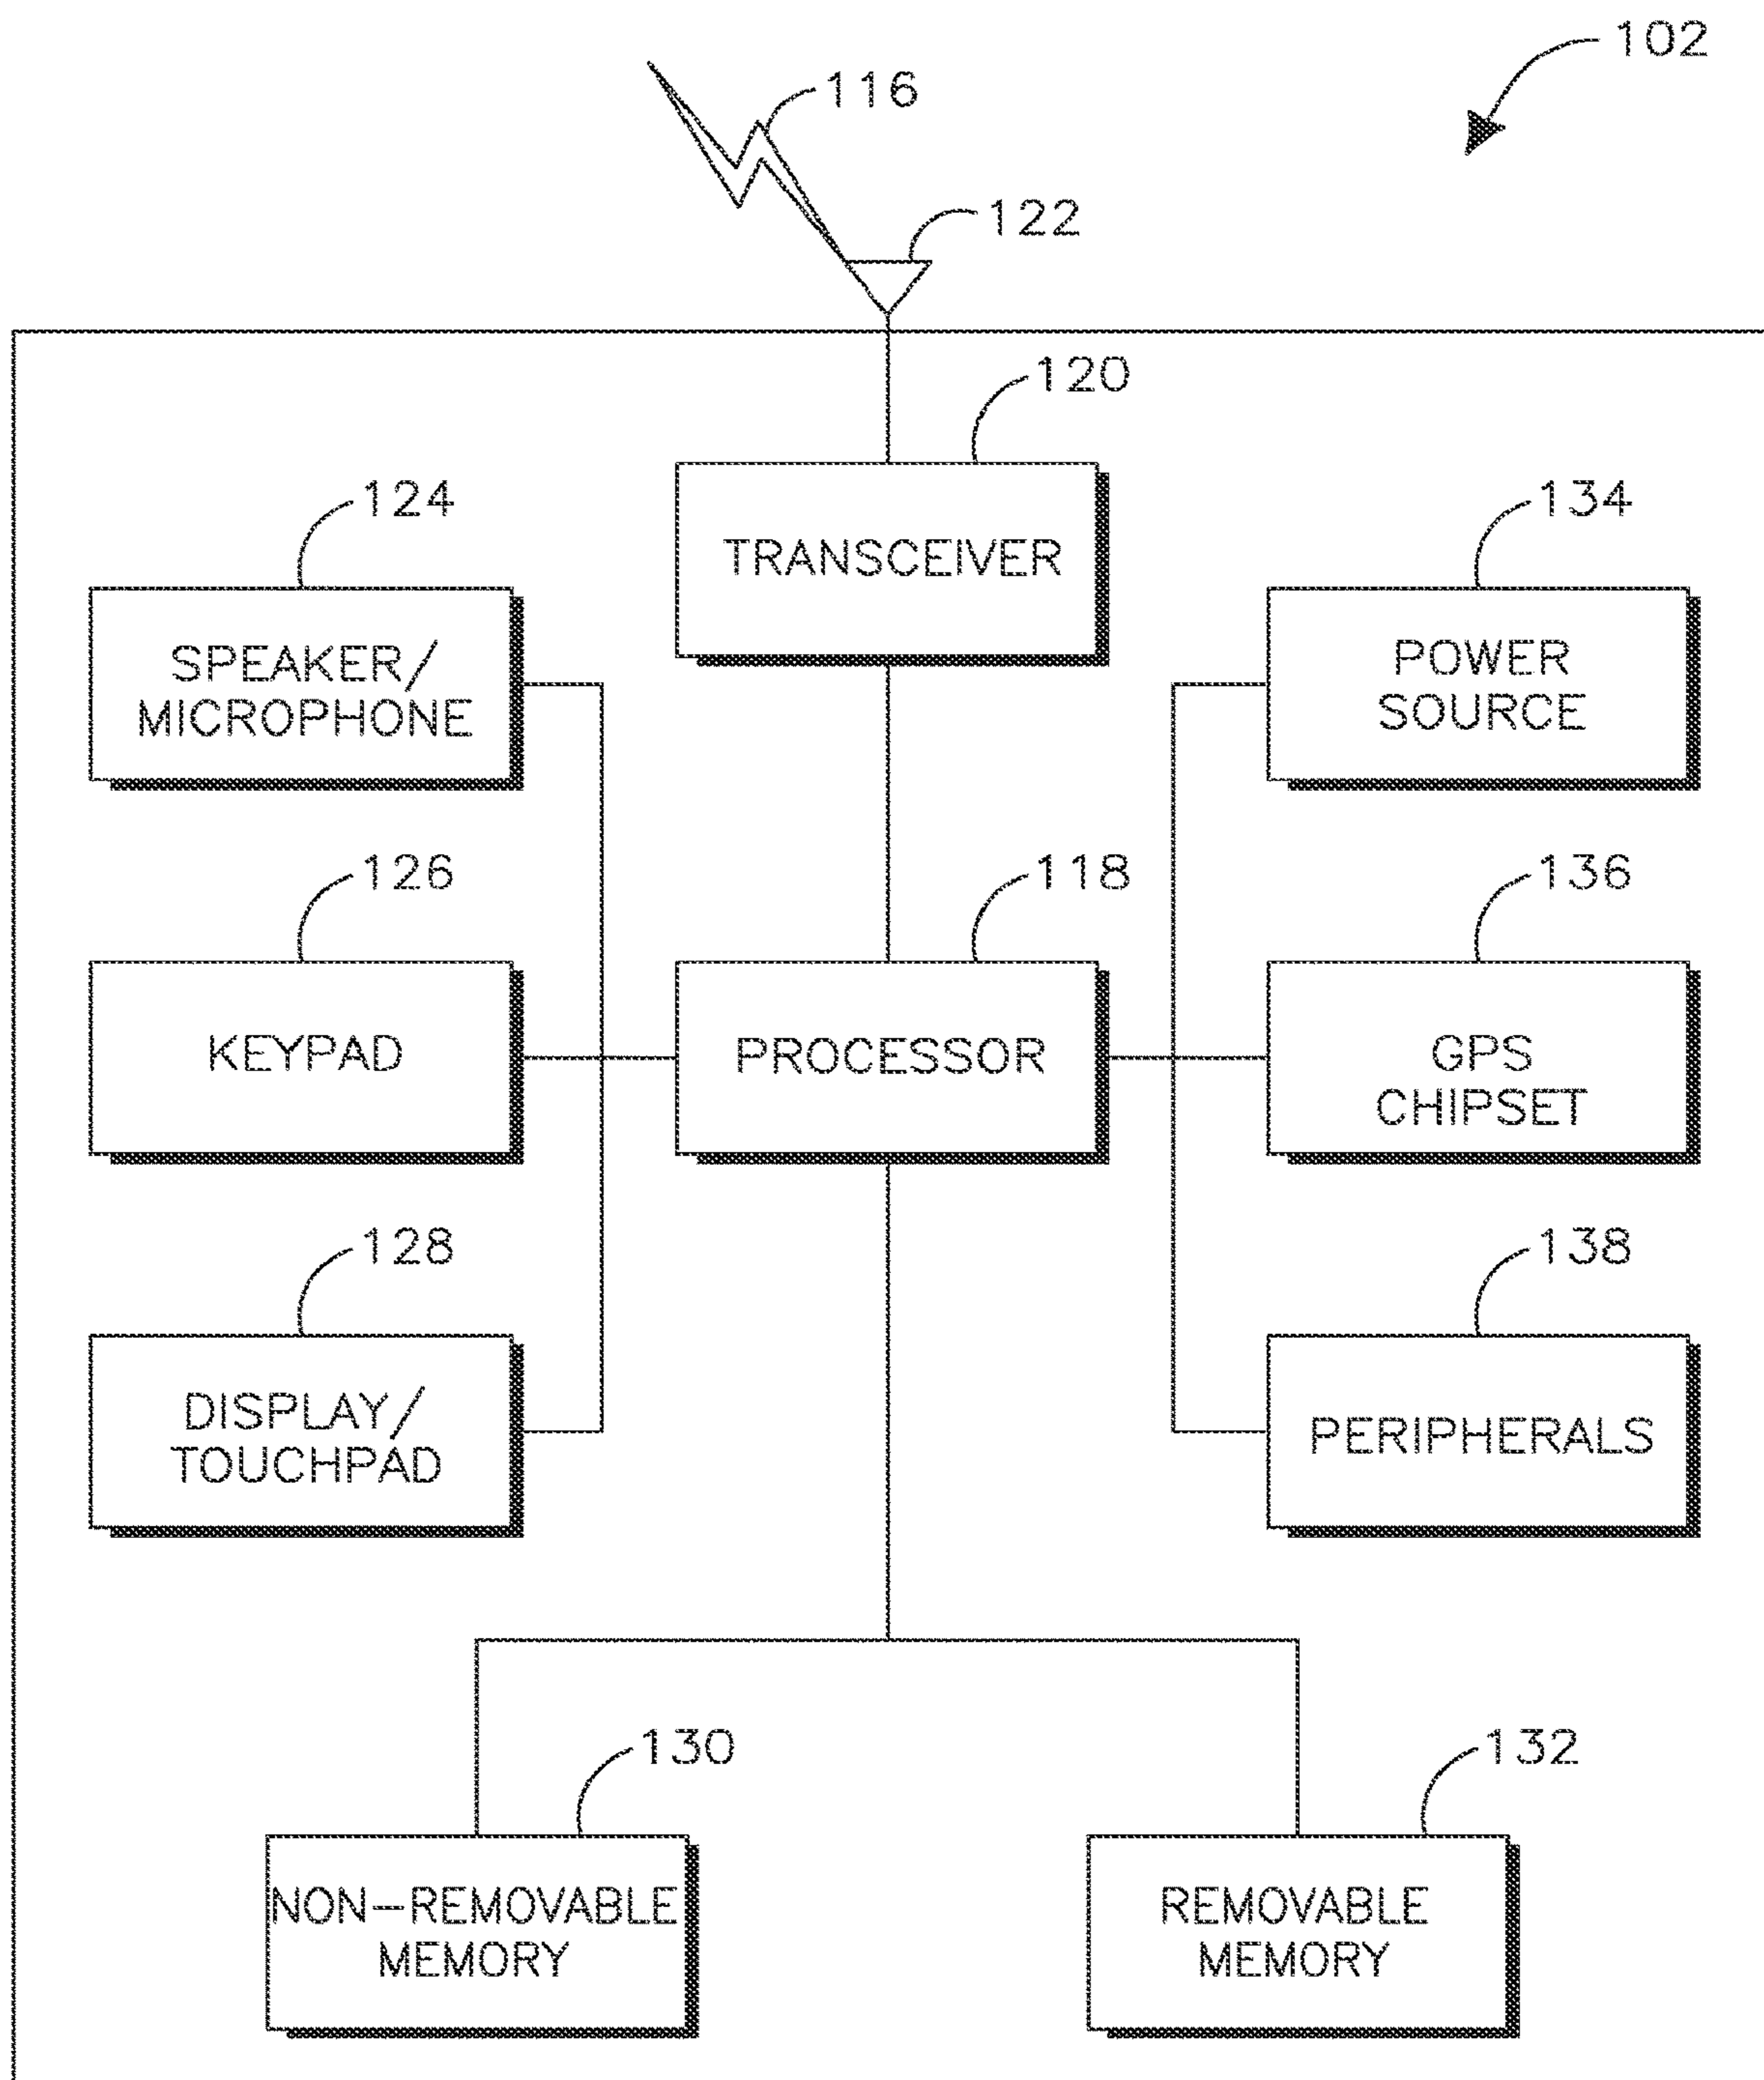 102
116
122
120
TRANSCEIVER
124
SPEAKER/
MICROPHONE
134
POWER
SOURCE
126
KEYPAD
118
PROCESSOR
136
GPS
CHIPSET
128
DISPLAY/
TOUCHPAD
138
PERIPHERALS
130
NON-REMOVABLE
MEMORY
132
REMOVABLE
MEMORY